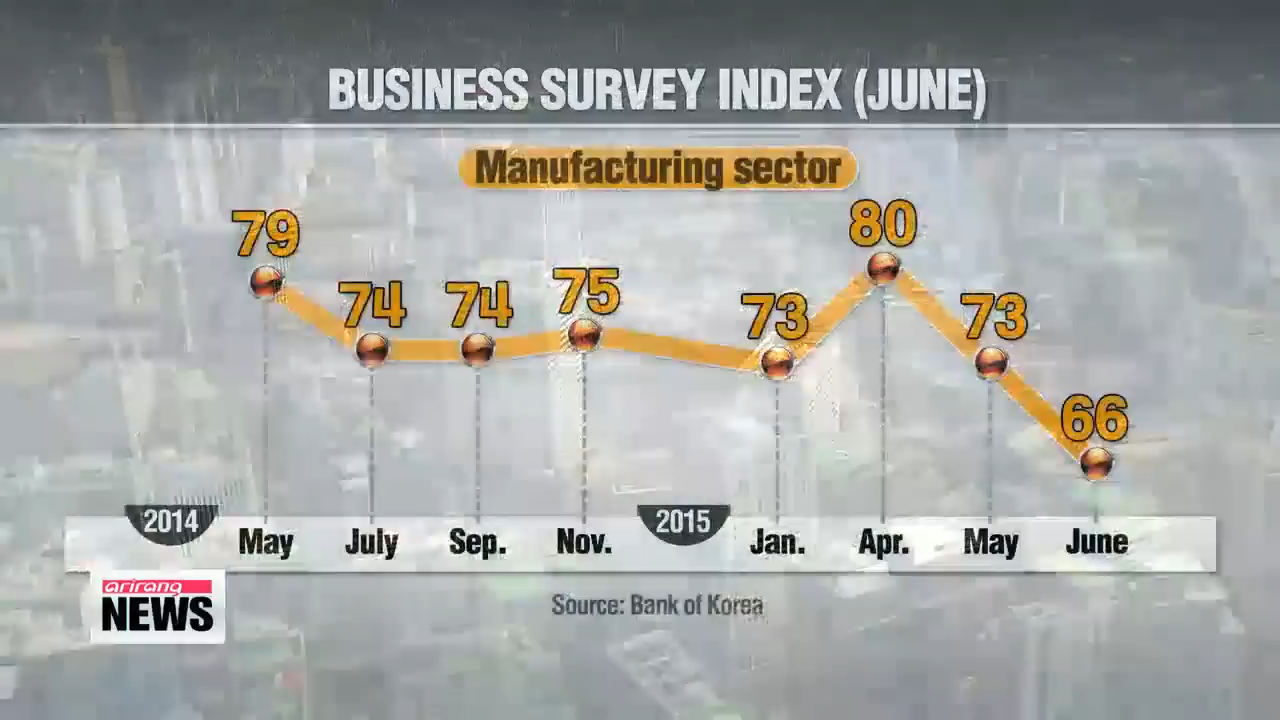 BUSINESS SURVEY INDEX (JUNE)
Manufacturing sector
79 74 74 75 73 80 73 66
2014 May July Sep. Nov. 2015 Jan. Apr. May June
arirang
NEWS
Source: Bank of Korea